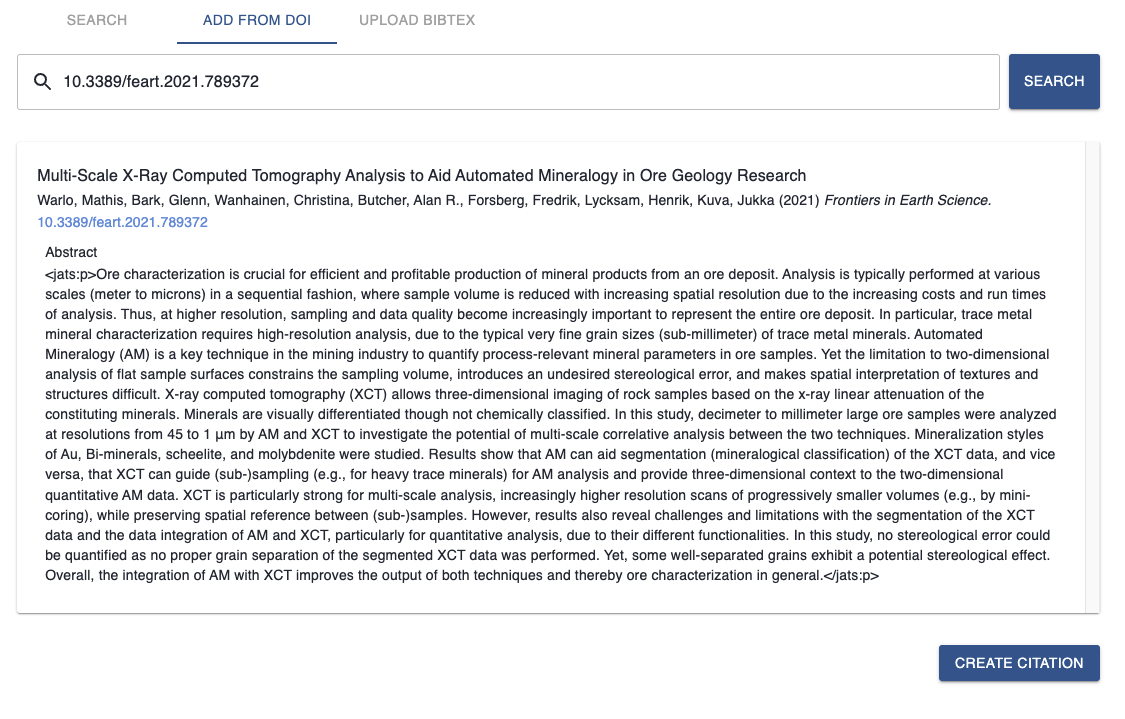 SEARCH ADD FROM DOI UPLOAD BIBTEX
10.3389/feart.2021.789372 SEARCH
Multi-Scale X-Ray Computed Tomography Analysis to Aid Automated Mineralogy in Ore Geology Research
Warlo, Mathis, Bark, Glenn, Wanhainen, Christina, Butcher, Alan R., Forsberg, Fredrik, Lycksam, Henrik, Kuva, Jukka (2021) Frontiers in Earth Science.
10.3389/feart.2021.789372
Abstract
<jats:p>Ore characterization is crucial for efficient and profitable production of mineral products from an ore deposit. Analysis is typically performed at various
scales (meter to microns) in a sequential fashion, where sample volume is reduced with increasing spatial resolution due to the increasing costs and run times
of analysis. Thus, at higher resolution, sampling and data quality become increasingly important to represent the entire ore deposit. In particular, trace metal
mineral characterization requires high-resolution analysis, due to the typical very fine grain sizes (sub-millimeter) of trace metal minerals. Automated
Mineralogy (AM) is a key technique in the mining industry to quantify process-relevant mineral parameters in ore samples. Yet the limitation to two-dimensional
analysis of flat sample surfaces constrains the sampling volume, introduces an undesired stereological error, and makes spatial interpretation of textures and
structures difficult. X-ray computed tomography (XCT) allows three-dimensional imaging of rock samples based on the x-ray linear attenuation of the
constituting minerals. Minerals are visually differentiated though not chemically classified. In this study, decimeter to millimeter large ore samples were analyzed
at resolutions from 45 to 1 μm by AM and XCT to investigate the potential of multi-scale correlative analysis between the two techniques. Mineralization styles
of Au, Bi-minerals, scheelite, and molybdenite were studied. Results show that AM can aid segmentation (mineralogical classification) of the XCT data, and vice
versa, that XCT can guide (sub-)sampling (e.g., for heavy trace minerals) for AM analysis and provide three-dimensional context to the two-dimensional
quantitative AM data. XCT is particularly strong for multi-scale analysis, increasingly higher resolution scans of progressively smaller volumes (e.g., by mini-
coring), while preserving spatial reference between (sub-)samples. However, results also reveal challenges and limitations with the segmentation of the XCT
data and the data integration of AM and XCT, particularly for quantitative analysis, due to their different functionalities. In this study, no stereological error could
be quantified as no proper grain separation of the segmented XCT data was performed. Yet, some well-separated grains exhibit a potential stereological effect.
Overall, the integration of AM with XCT improves the output of both techniques and thereby ore characterization in general.</jats:p>
CREATE CITATION